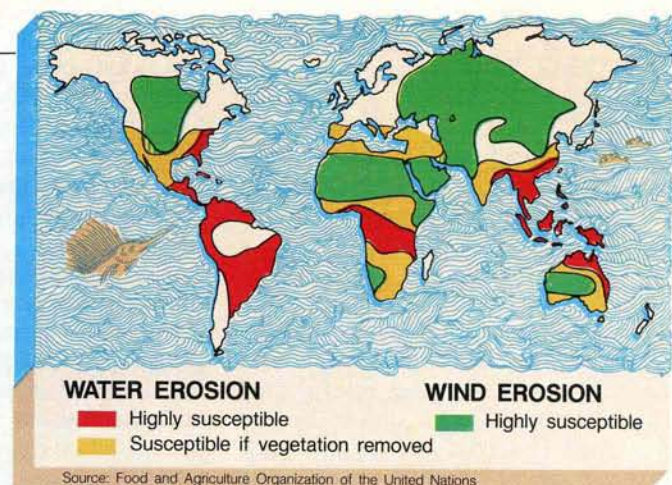 WATER EROSION
Highly susceptible
Susceptible if vegetation removed
WIND EROSION
Highly susceptible
Source: Food and Agriculture Organization of the United Nations